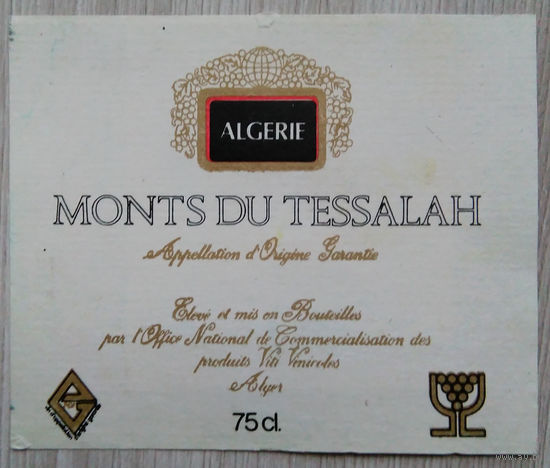 ALGERIE
MONTS DU TESSALAH
Appellation d'Origine Garantie
Elevé et mis en Bouteilles
par l'Office National de Commercialisation des
produits Viti Vinicoles
Alger
75 cl.